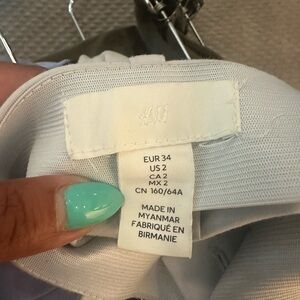 H&M
EUR 34
US 2
CA 2
MX 2
CN 160/64A
MADE IN
MYANMAR
FABRIQUÉ EN
BIRMANIE